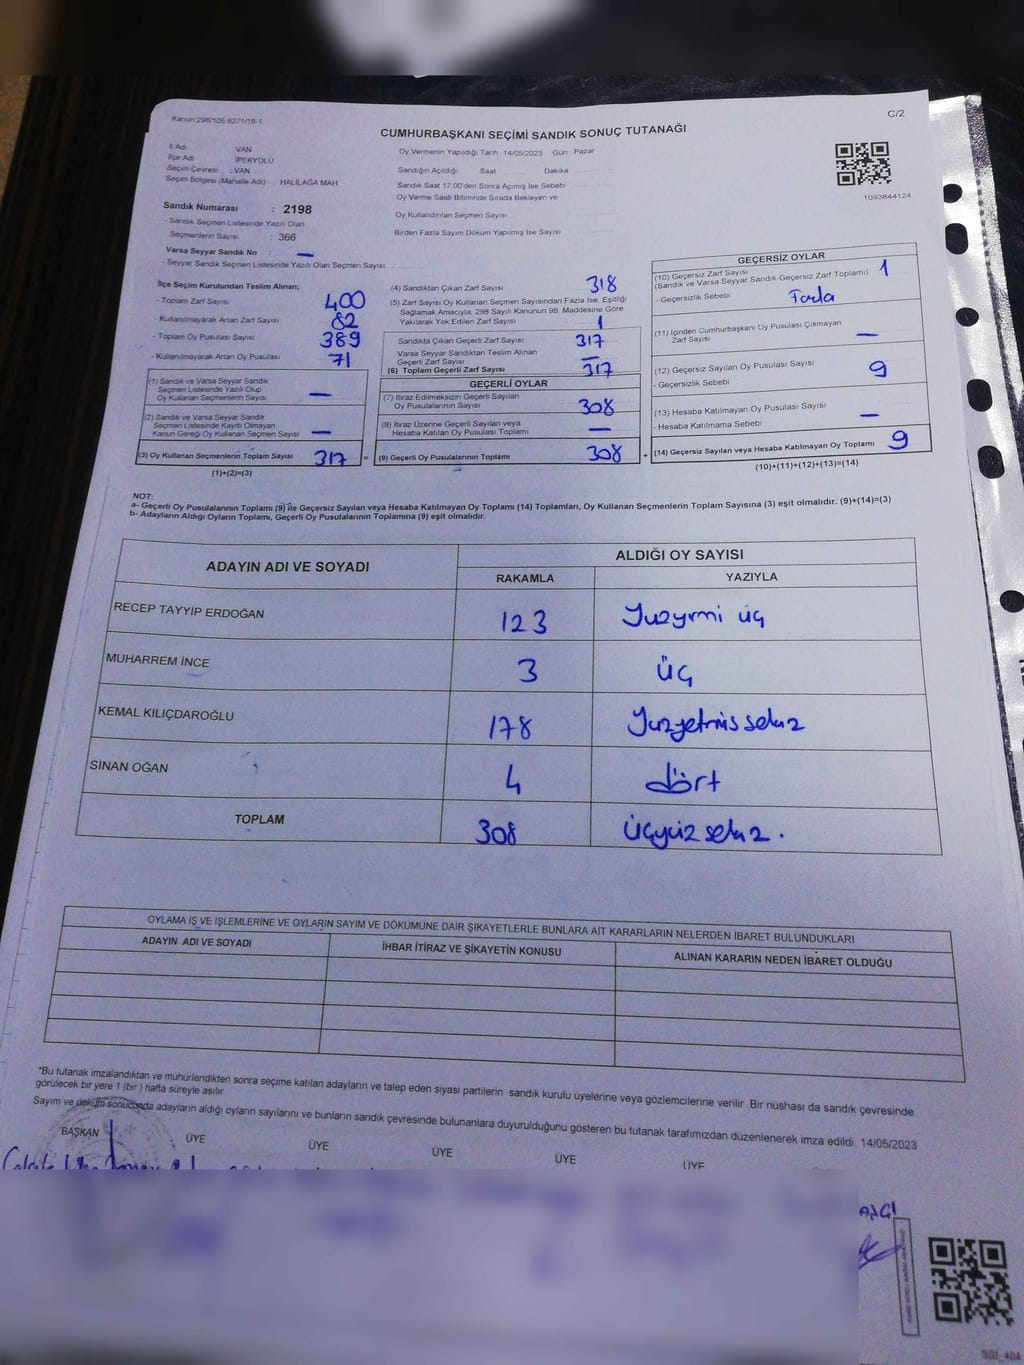 Kanun 298/105 6271/18-1
C/2
CUMHURBAŞKANI SEÇİMİ SANDIK SONUÇ TUTANAĞI
İl Adı VAN
İlçe Adı İPEKYOLU
Seçim Çevresi : VAN
Seçim Bölgesi (Mahalle Adı) : HALİLAĞA MAH
Sandık Numarası : 2198
- Sandık Seçmen Listesinde Yazılı Olan
Seçmenlerin Sayısı : 366
Varsa Seyyar Sandık No : —
- Seyyar Sandık Seçmen Listesinde Yazılı Olan Seçmen Sayısı
Oy Vermenin Yapıldığı Tarih : 14/05/2023 Gün : Pazar
Sandığın Açıldığı Saat Dakika
Sandık Saat 17.00'den Sonra Açılmış İse Sebebi
Oy Verme Saati Bitiminde Sırada Bekleyen ve
Oy Kullandırılan Seçmen Sayısı
Birden Fazla Sayım Döküm Yapılmış İse Sayısı
1093844124
İlçe Seçim Kurulundan Teslim Alınan;
- Toplam Zarf Sayısı 400
- Kullanılmayarak Artan Zarf Sayısı 82
- Toplam Oy Pusulası Sayısı 389
- Kullanılmayarak Artan Oy Pusulası 71
(1) Sandık ve Varsa Seyyar Sandık
Seçmen Listesinde Yazılı Olup
Oy Kullanan Seçmenlerin Sayısı —
(2) Sandık ve Varsa Seyyar Sandık
Seçmen Listesinde Kayıtlı Olmayan
Kanun Gereği Oy Kullanan Seçmen Sayısı —
(3) Oy Kullanan Seçmenlerin Toplam Sayısı 317 =
(1)+(2)=(3)
(4) Sandıktan Çıkan Zarf Sayısı 318
(5) Zarf Sayısı Oy Kullanan Seçmen Sayısından Fazla İse, Eşitliği
Sağlamak Amacıyla; 298 Sayılı Kanunun 98. Maddesine Göre
Yakılarak Yok Edilen Zarf Sayısı 1
Sandıkta Çıkan Geçerli Zarf Sayısı 317
Varsa Seyyar Sandıktan Teslim Alınan
Geçerli Zarf Sayısı —
(6) Toplam Geçerli Zarf Sayısı 317
GEÇERLİ OYLAR
(7) İtiraz Edilmeksizin Geçerli Sayılan
Oy Pusulalarının Sayısı 308
(8) İtiraz Üzerine Geçerli Sayılan veya
Hesaba Katılan Oy Pusulası Toplamı —
(9) Geçerli Oy Pusulalarının Toplamı 308 +
GEÇERSİZ OYLAR
(10) Geçersiz Zarf Sayısı 1
(Sandık ve Varsa Seyyar Sandık Geçersiz Zarf Toplamı)
- Geçersizlik Sebebi Fazla
(11) İçinden Cumhurbaşkanı Oy Pusulası Çıkmayan
Zarf Sayısı —
(12) Geçersiz Sayılan Oy Pusulası Sayısı 9
- Geçersizlik Sebebi
(13) Hesaba Katılmayan Oy Pusulası Sayısı —
- Hesaba Katılmama Sebebi
(14) Geçersiz Sayılan veya Hesaba Katılmayan Oy Toplamı 9
(10)+(11)+(12)+(13)=(14)
NOT:
a- Geçerli Oy Pusulalarının Toplamı (9) ile Geçersiz Sayılan veya Hesaba Katılmayan Oy Toplamı (14) Toplamları, Oy Kullanan Seçmenlerin Toplam Sayısına (3) eşit olmalıdır. (9)+(14)=(3)
b- Adayların Aldığı Oyların Toplamı, Geçerli Oy Pusulalarının Toplamına (9) eşit olmalıdır.
ADAYIN ADI VE SOYADI ALDIĞI OY SAYISI
RAKAMLA YAZIYLA
RECEP TAYYİP ERDOĞAN 123 Yuzyrmi üç
MUHARREM İNCE 3 üç
KEMAL KILIÇDAROĞLU 178 Yuzyetmis sekız
SİNAN OĞAN 4 dört
TOPLAM 308 üçyüz sekız.
OYLAMA İŞ VE İŞLEMLERİNE VE OYLARIN SAYIM VE DÖKÜMÜNE DAİR ŞİKAYETLERLE BUNLARA AİT KARARLARIN NELERDEN İBARET BULUNDUKLARI
ADAYIN ADI VE SOYADI İHBAR İTİRAZ VE ŞİKAYETİN KONUSU ALINAN KARARIN NEDEN İBARET OLDUĞU
*Bu tutanak imzalandıktan ve mühürlendikten sonra seçime katılan adayların ve talep eden siyasi partilerin sandık kurulu üyelerine veya gözlemcilerine verilir. Bir nüshası da sandık çevresinde
görülecek bir yere 1 (bir) hafta süreyle asılır
Sayım ve döküm sonucunda adayların aldığı oyların sayılarını ve bunların sandık çevresinde bulunanlara duyurulduğunu gösteren bu tutanak tarafımızdan düzenlenerek imza edildi. 14/05/2023
BAŞKAN ÜYE ÜYE ÜYE ÜYE ÜYE